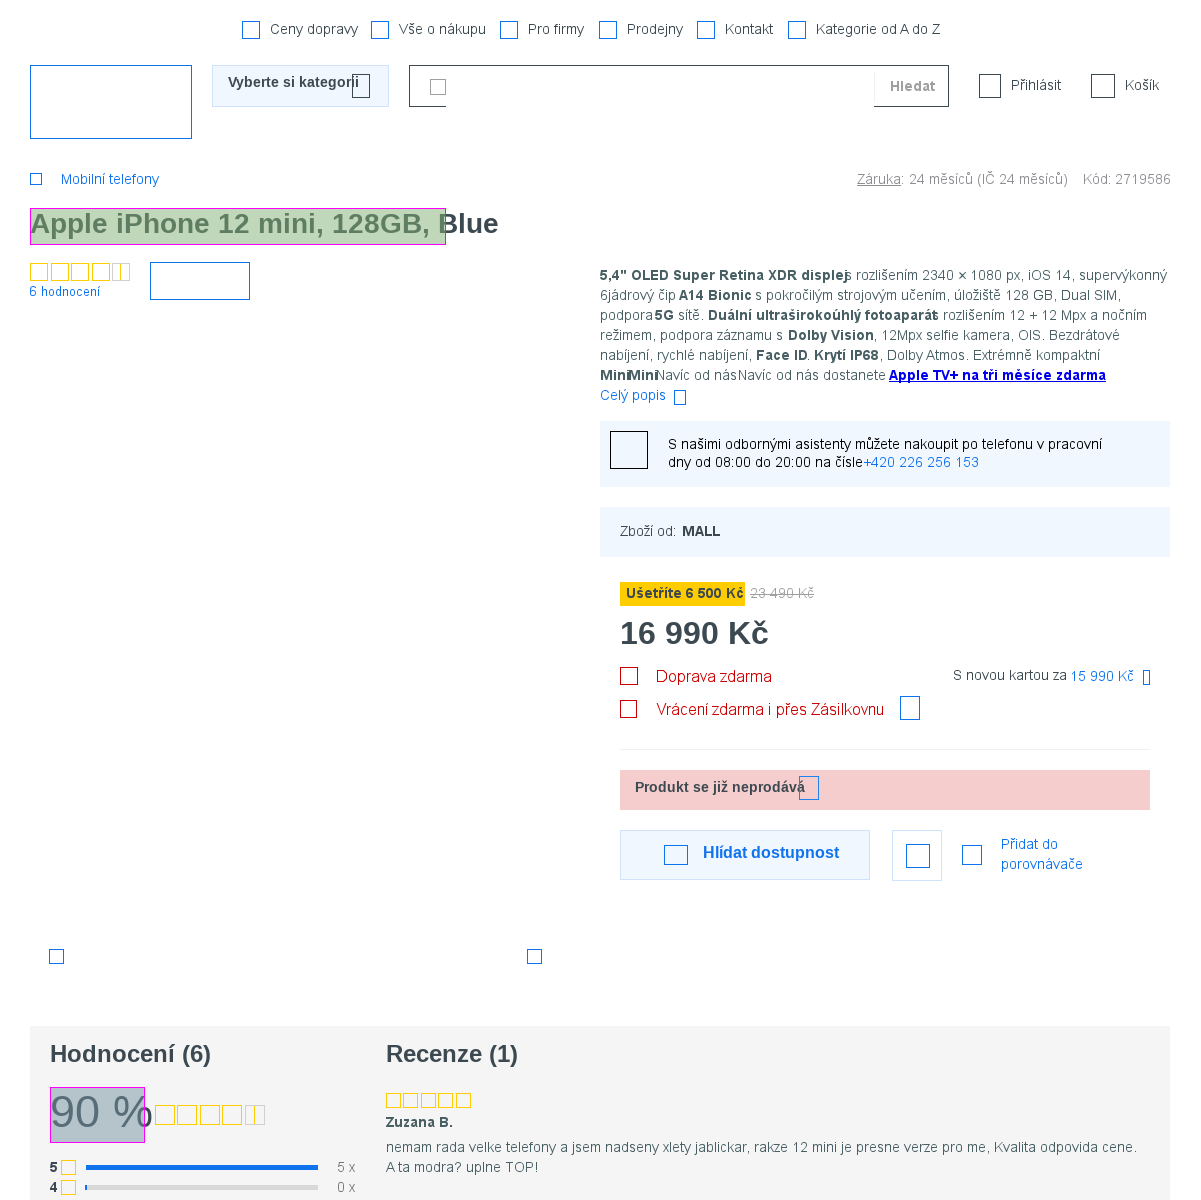 Ceny dopravy Vše o nákupu Pro firmy Prodejny Kontakt Kategorie od A do Z
Vyberte si kategorii Hledat Přihlásit Košík
Mobilní telefony Záruka: 24 měsíců (IČ 24 měsíců) Kód: 2719586
Apple iPhone 12 mini, 128GB, Blue
6 hodnocení
5,4" OLED Super Retina XDR displej s rozlišením 2340 × 1080 px, iOS 14, supervýkonný
6jádrový čip A14 Bionic s pokročilým strojovým učením, úložiště 128 GB, Dual SIM,
podpora 5G sítě. Duální ultraširokoúhlý fotoaparát s rozlišením 12 + 12 Mpx a nočním
režimem, podpora záznamu s Dolby Vision, 12Mpx selfie kamera, OIS. Bezdrátové
nabíjení, rychlé nabíjení, Face ID. Krytí IP68, Dolby Atmos. Extrémně kompaktní
MiniMiniNavíc od násNavíc od nás dostanete Apple TV+ na tři měsíce zdarma
Celý popis
S našimi odbornými asistenty můžete nakoupit po telefonu v pracovní
dny od 08:00 do 20:00 na čísle +420 226 256 153
Zboží od: MALL
Ušetříte 6 500 Kč 23 490 Kč
16 990 Kč
Doprava zdarma S novou kartou za 15 990 Kč
Vrácení zdarma i přes Zásilkovnu
Produkt se již neprodává
Hlídat dostupnost Přidat do
porovnávače
Hodnocení (6) Recenze (1)
90 %
Zuzana B.
nemam rada velke telefony a jsem nadseny xlety jablickar, rakze 12 mini je presne verze pro me, Kvalita odpovida cene.
A ta modra? uplne TOP!
5 5 x
4 0 x